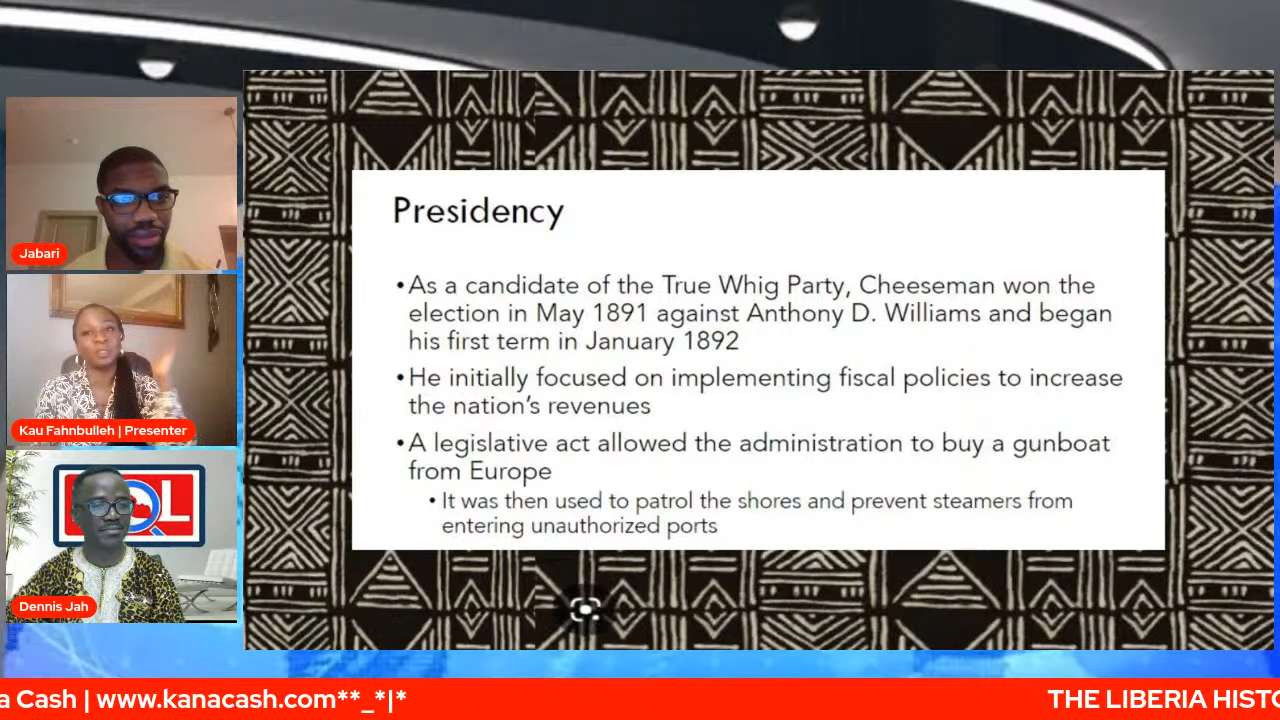 Presidency
•As a candidate of the True Whig Party, Cheeseman won the
election in May 1891 against Anthony D. Williams and began
his first term in January 1892
•He initially focused on implementing fiscal policies to increase
the nation's revenues
•A legislative act allowed the administration to buy a gunboat
from Europe
•It was then used to patrol the shores and prevent steamers from
entering unauthorized ports
Jabari
Kau Fahnbulleh | Presenter
Dennis Jah
a Cash | www.kanacash.com**_*|*
THE LIBERIA HISTO